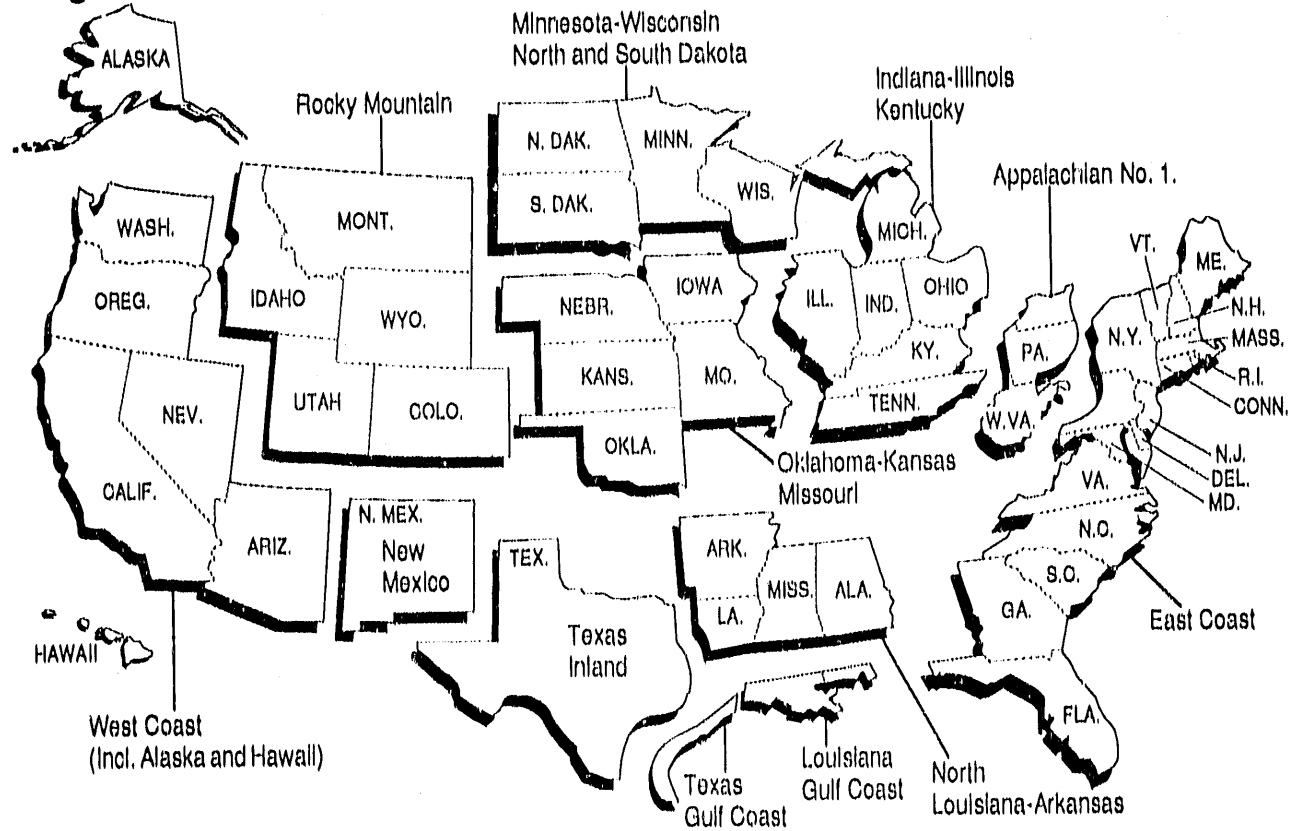 ALASKA
Minnesota-Wisconsin
North and South Dakota
Indiana-Illinois
Kentucky
Rocky Mountain
Appalachian No. 1.
N. DAK.
MINN.
S. DAK.
WIS.
WASH.
MONT.
MICH.
VT.
ME.
OREG.
IDAHO
WYO.
NEBR.
IOWA
ILL.
IND.
OHIO
N.H.
PA.
N.Y.
MASS.
KY.
R.I.
KANS.
MO.
CONN.
NEV.
UTAH
COLO.
TENN.
W.VA.
OKLA.
N.J.
Oklahoma-Kansas
Missouri
DEL.
VA.
MD.
CALIF.
N. MEX.
New
Mexico
ARIZ.
TEX.
ARK.
N.C.
MISS.
ALA.
S.C.
LA.
GA.
East Coast
HAWAII
Texas
Inland
FLA.
West Coast
(Incl. Alaska and Hawaii)
Texas
Gulf Coast
Louisiana
Gulf Coast
North
Louisiana-Arkansas